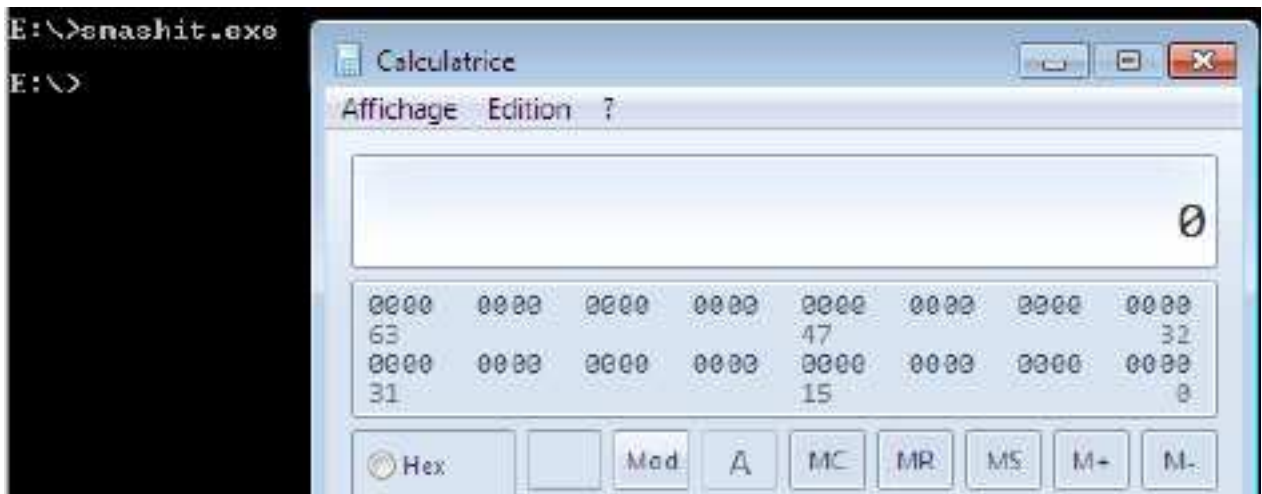 E:\>smashit.exe
E:\>
Calculatrice
Affichage Edition ?
0
0000 0000 0000 0000 0000 0000 0000 0000
63 47 32
0000 0000 0000 0000 0000 0000 0000 0000
31 15 0
Hex Mod A MC MR MS M+ M-